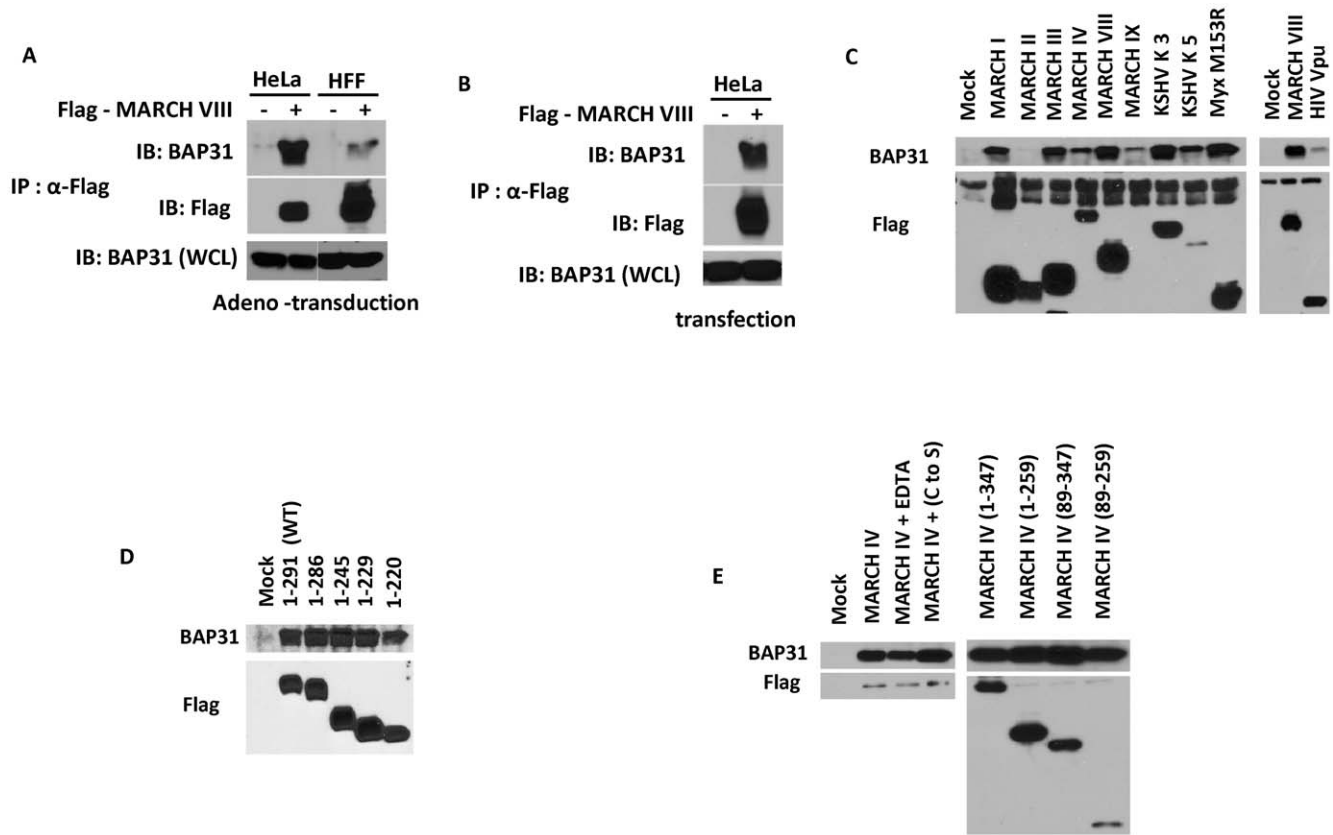 A
HeLa HFF
Flag - MARCH VIII - + - +
IB: BAP31
IP : α-Flag
IB: Flag
IB: BAP31 (WCL)
Adeno -transduction
B
HeLa
Flag - MARCH VIII - +
IB: BAP31
IP : α-Flag
IB: Flag
IB: BAP31 (WCL)
transfection
C
Mock
MARCH I
MARCH II
MARCH III
MARCH IV
MARCH VIII
MARCH IX
KSHV K 3
KSHV K 5
Myx M153R
Mock
MARCH VIII
HIV Vpu
BAP31
Flag
D
Mock
1-291 (WT)
1-286
1-245
1-229
1-220
BAP31
Flag
E
Mock
MARCH IV
MARCH IV + EDTA
MARCH IV + (C to S)
MARCH IV (1-347)
MARCH IV (1-259)
MARCH IV (89-347)
MARCH IV (89-259)
BAP31
Flag